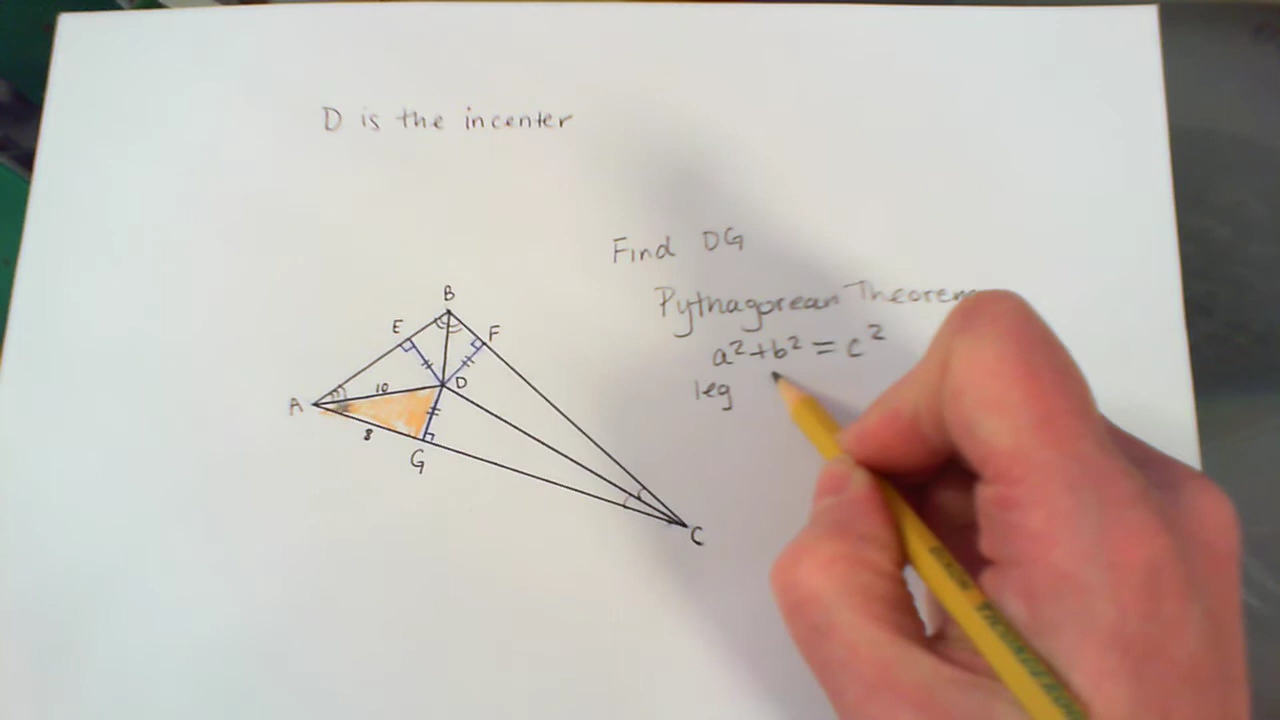 D is the incenter
Find DG
Pythagorean Theorem
a²+b²=c²
leg
B
E
F
10
D
A
8
G
C